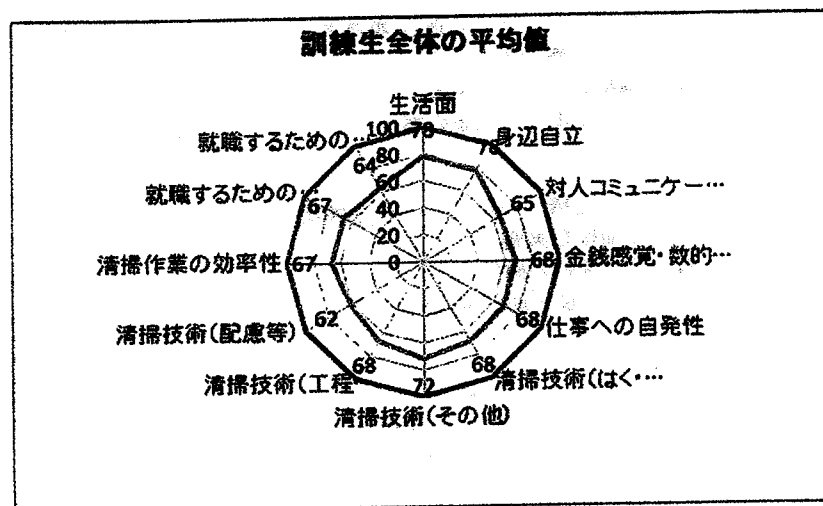 訓練生全体の平均値
生活面
78
身辺自立
78
対人コミュニケー…
65
金銭感覚・数的…
68
仕事への自発性
68
清掃技術(はく・…
68
清掃技術(その他)
72
清掃技術(工程
68
清掃技術(配慮等)
62
清掃作業の効率性
67
就職するための…
67
就職するための…
64
100
80
60
40
20
0